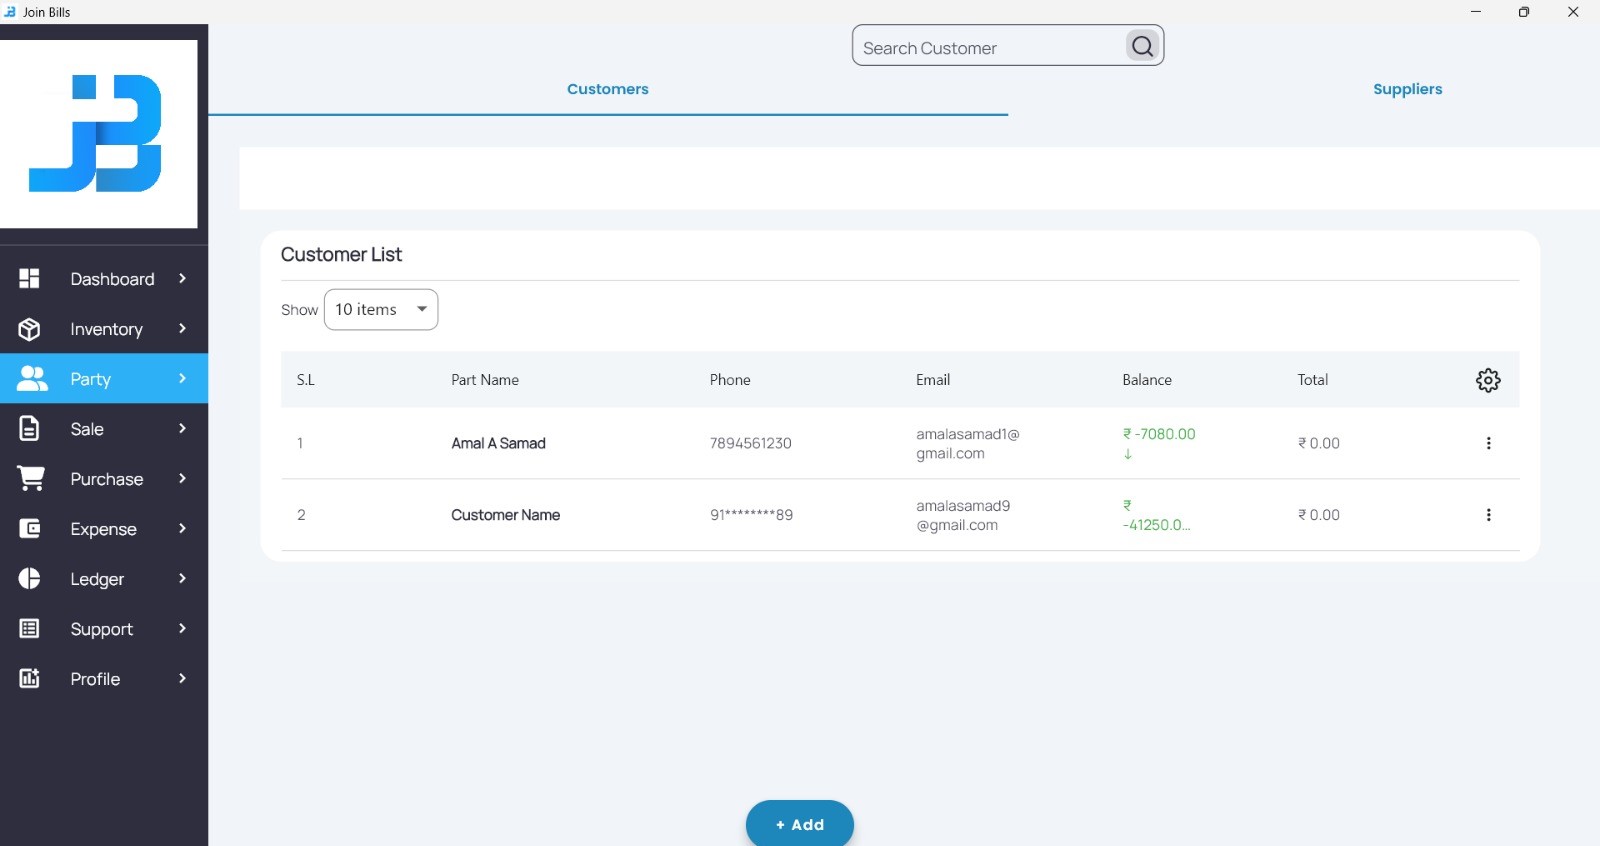 Join Bills
Search Customer
Customers
Suppliers
JB
Dashboard
Inventory
Party
Sale
Purchase
Expense
Ledger
Support
Profile
Customer List
Show 10 items
S.L Part Name Phone Email Balance Total
1 Amal A Samad 7894561230 amalasamad1@ ₹ -7080.00 ₹ 0.00
gmail.com ↓
2 Customer Name 91********89 amalasamad9 ₹ ₹ 0.00
@gmail.com -41250.0...
+ Add